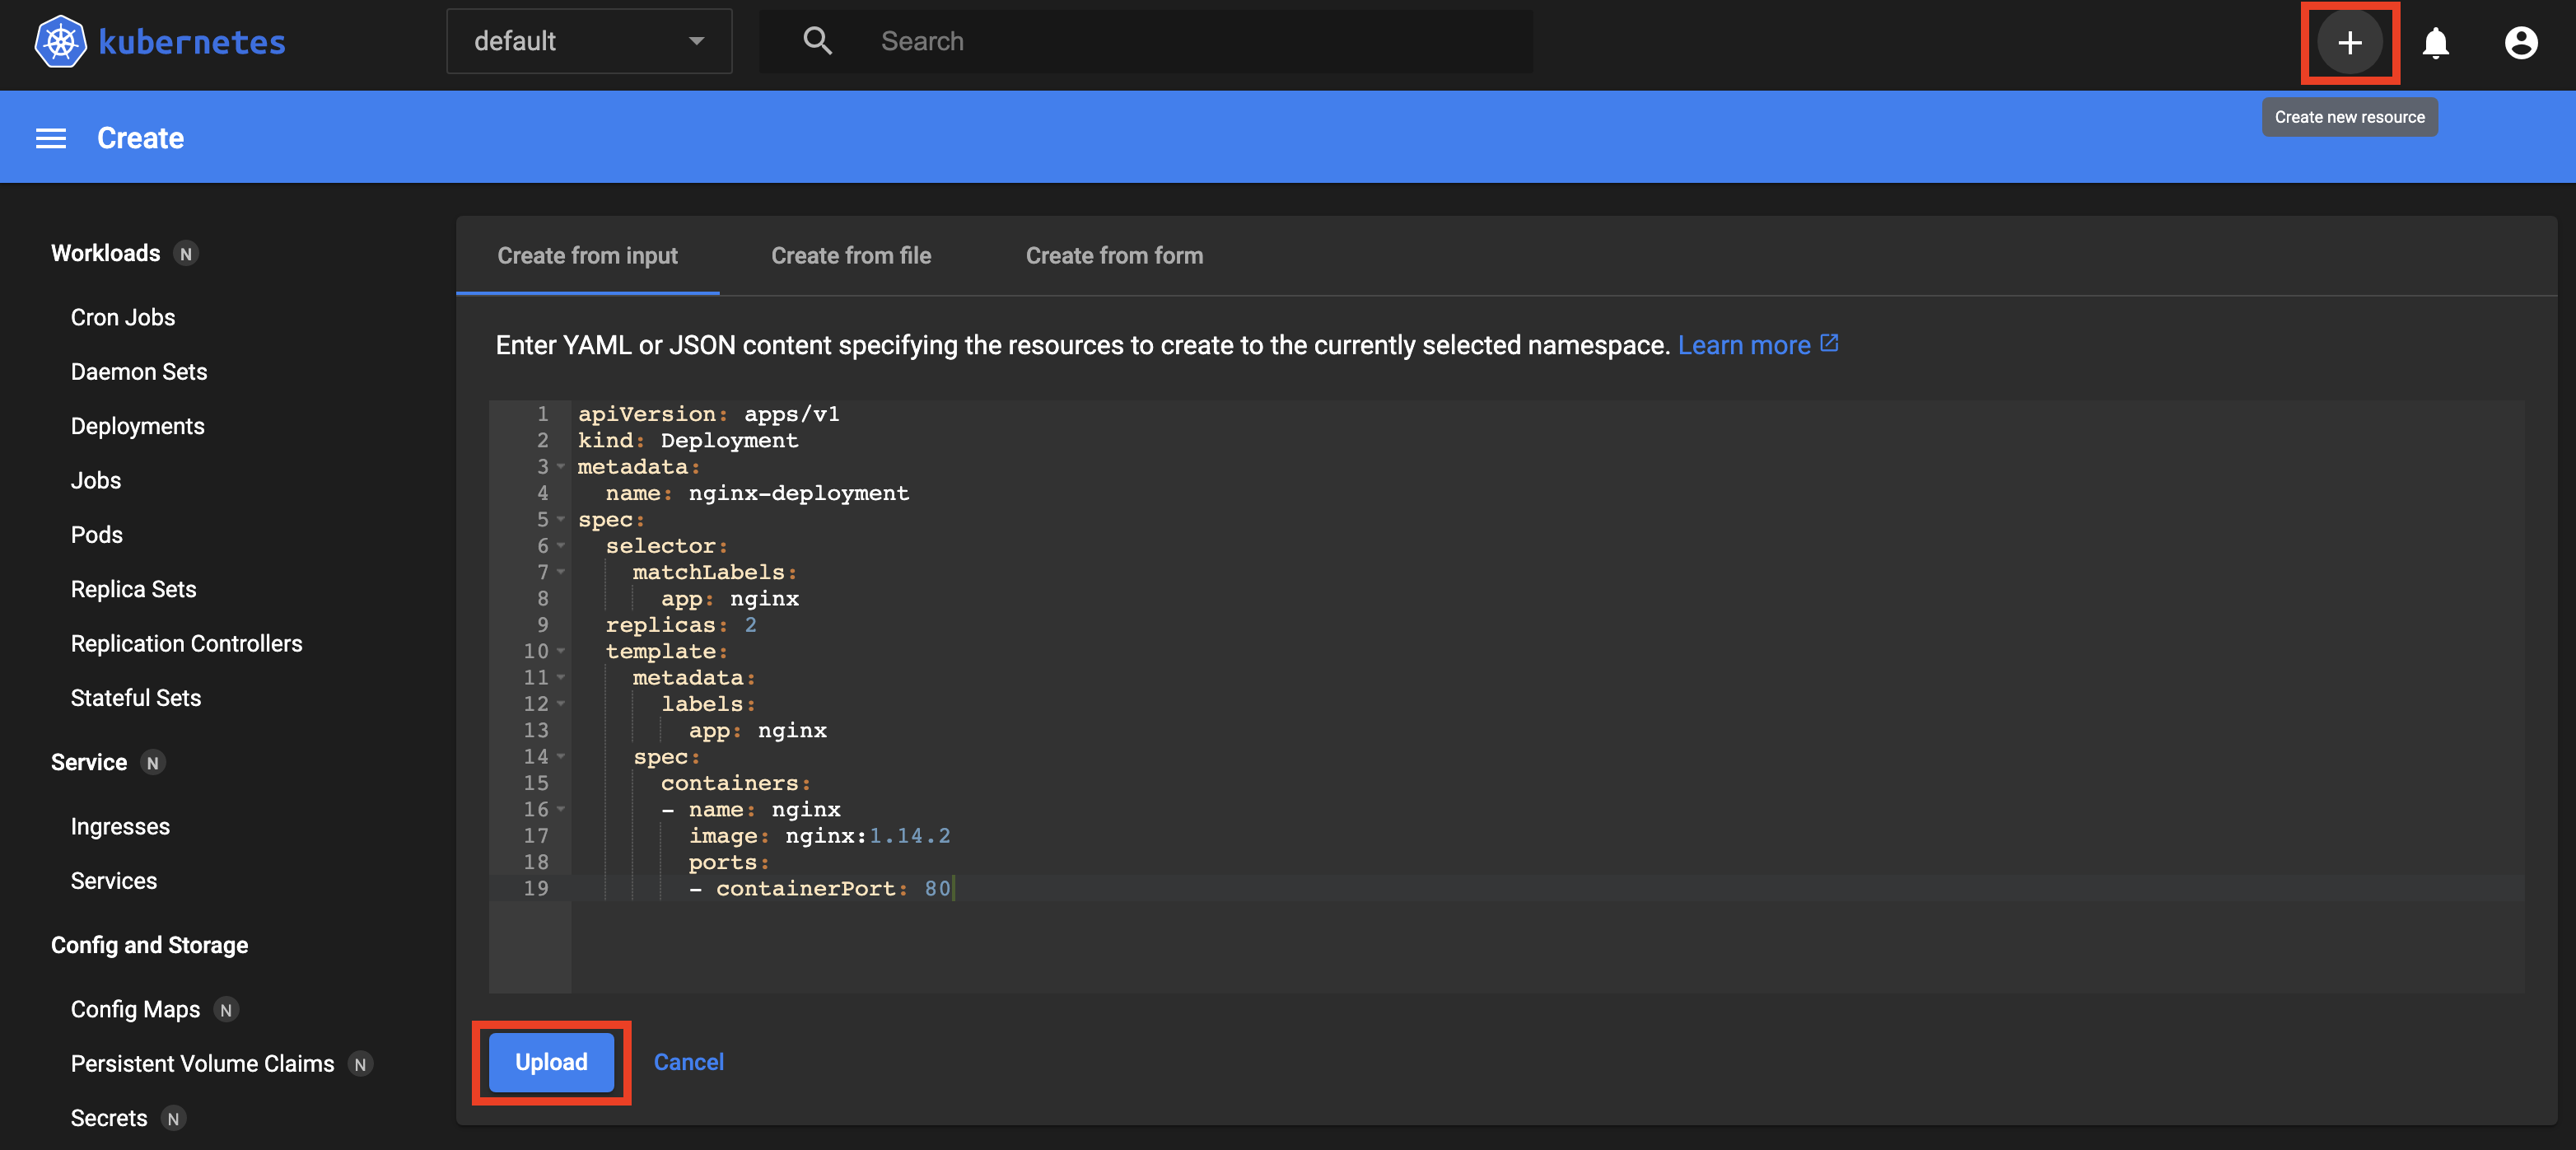 kubernetes
default
Search
Create new resource
Create
Workloads N
Cron Jobs
Daemon Sets
Deployments
Jobs
Pods
Replica Sets
Replication Controllers
Stateful Sets
Service N
Ingresses
Services
Config and Storage
Config Maps N
Persistent Volume Claims N
Secrets N
Create from input
Create from file
Create from form
Enter YAML or JSON content specifying the resources to create to the currently selected namespace. Learn more
1 apiVersion: apps/v1
2 kind: Deployment
3 metadata:
4   name: nginx-deployment
5 spec:
6   selector:
7     matchLabels:
8       app: nginx
9   replicas: 2
10   template:
11     metadata:
12       labels:
13         app: nginx
14     spec:
15       containers:
16       - name: nginx
17         image: nginx:1.14.2
18         ports:
19         - containerPort: 80
Upload
Cancel